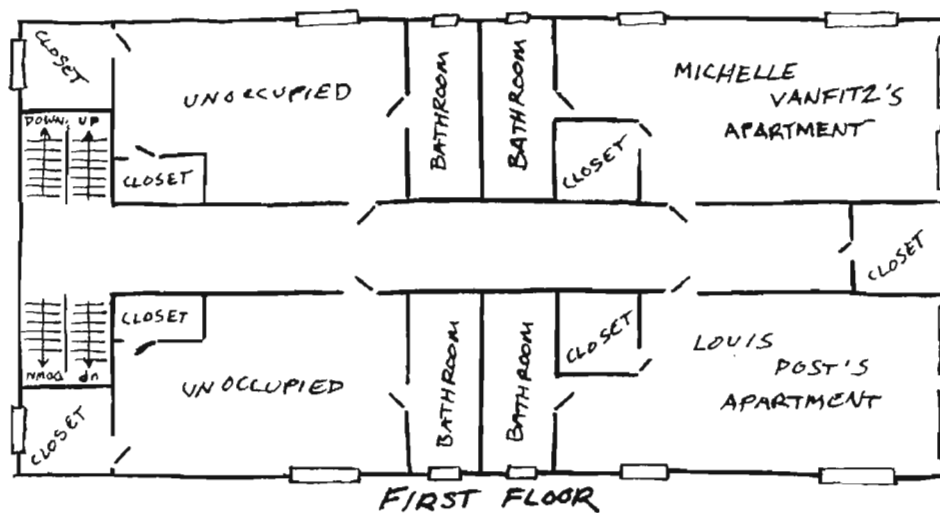 CLOSET
UNOCCUPIED
BATHROOM
BATHROOM
MICHELLE
VANFITZ'S
APARTMENT
DOWN UP
CLOSET
CLOSET
CLOSET
CLOSET
CLOSET
LOUIS
POST'S
APARTMENT
UNOCCUPIED
BATHROOM
BATHROOM
DOWN UP
CLOSET
FIRST FLOOR